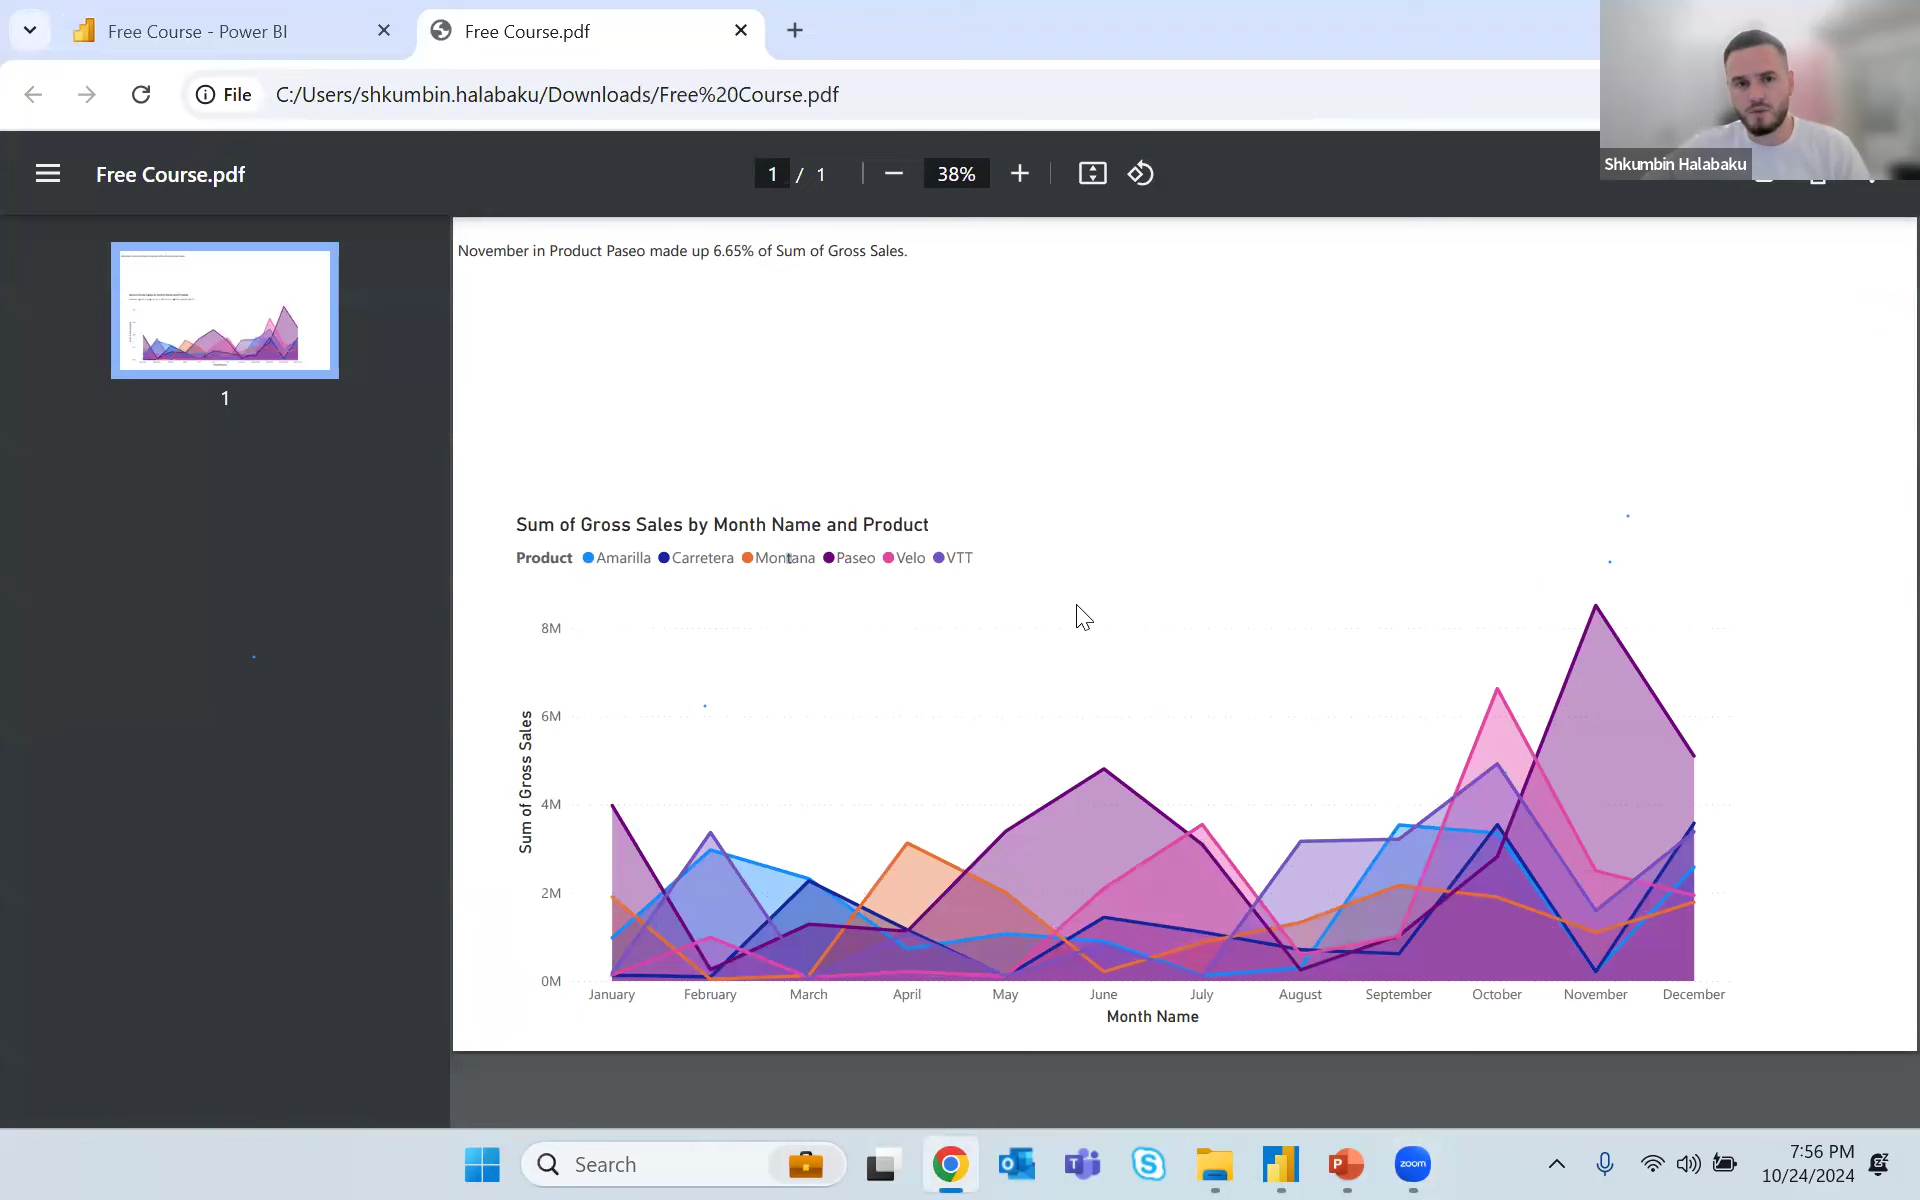 Free Course - Power BI
Free Course.pdf
File C:/Users/shkumbin.halabaku/Downloads/Free%20Course.pdf
Shkumbin Halabaku
Free Course.pdf
1 / 1
38%
1
November in Product Paseo made up 6.65% of Sum of Gross Sales.
Sum of Gross Sales by Month Name and Product
Product Amarilla Carretera Montana Paseo Velo VTT
8M
6M
4M
2M
0M
Sum of Gross Sales
January February March April May June July August September October November December
Month Name
Search
zoom
7:56 PM
10/24/2024